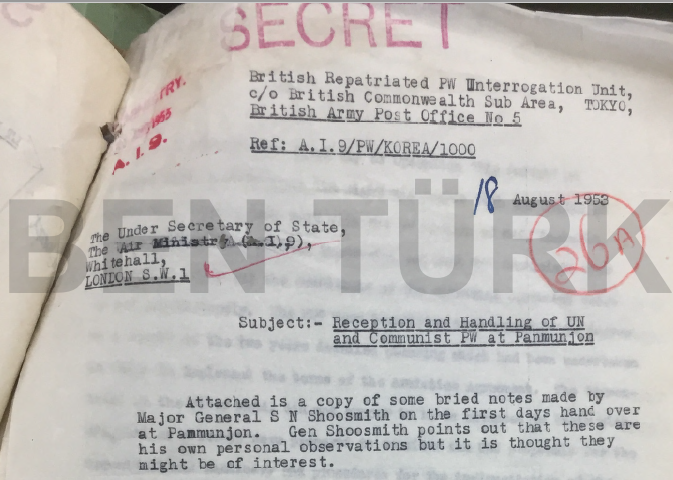 SECRET
British Repatriated PW Unterrogation Unit,
c/o British Commonwealth Sub Area, TOKYO,
British Army Post Office No 5
Ref: A.I.9/PW/KOREA/1000
A. I. 9.
18 August 1953
26A
The Under Secretary of State,
The Air Ministry (A.I.9),
Whitehall,
LONDON S.W.1
BEN TÜRK
Subject:- Reception and Handling of UN
and Communist PW at Panmunjon
Attached is a copy of some bried notes made by
Major General S N Shoosmith on the first days hand over
at Panmunjon. Gen Shoosmith points out that these are
his own personal observations but it is thought they
might be of interest.